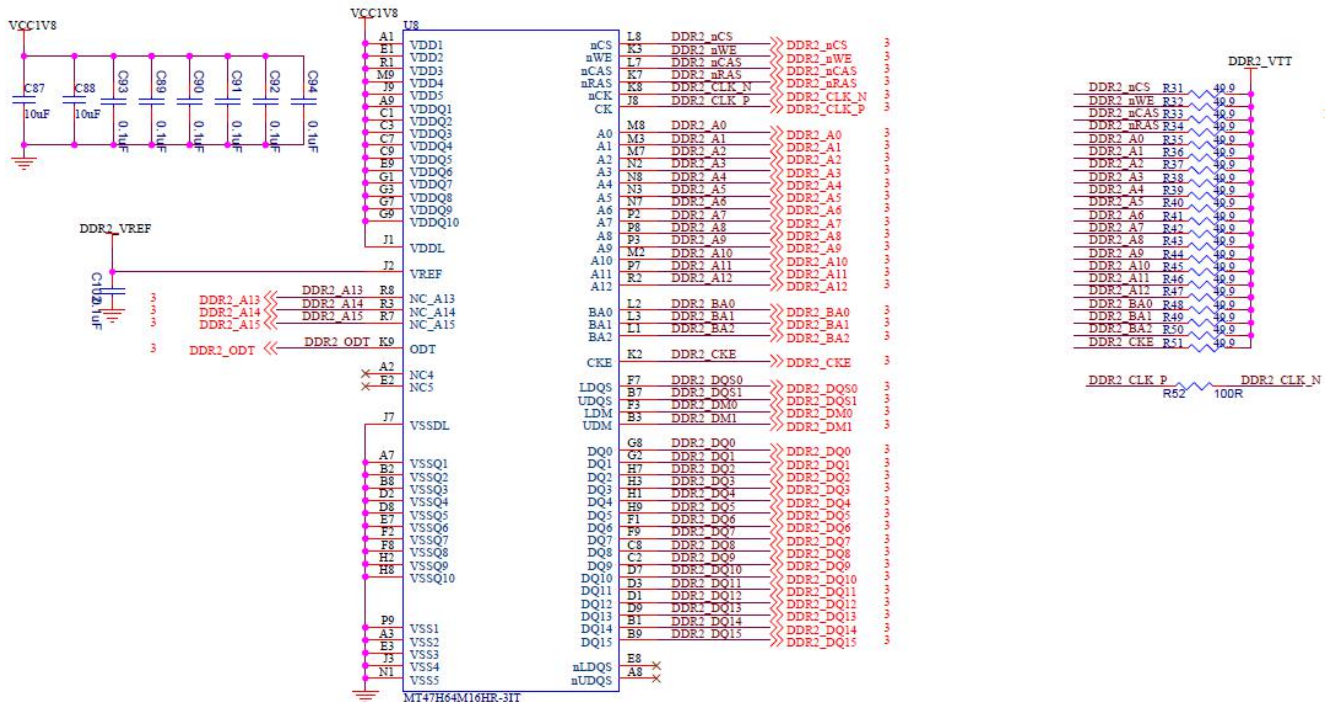 VCC1V8
C87
10uF
C88
10uF
C93
0.1uF
C89
0.1uF
C90
0.1uF
C91
0.1uF
C92
0.1uF
C94
0.1uF
VCC1V8
U8
A1 VDD1
E1 VDD2
R1 VDD3
M9 VDD4
J9 VDD5
A9 VDDQ1
C1 VDDQ2
C3 VDDQ3
C7 VDDQ4
C9 VDDQ5
E9 VDDQ6
G1 VDDQ7
G3 VDDQ8
G7 VDDQ9
G9 VDDQ10
J1 VDDL
DDR2_VREF
J2 VREF
3 DDR2_A13 DDR2_A13 R8 NC_A13
3 DDR2_A14 DDR2_A14 R3 NC_A14
3 DDR2_A15 DDR2_A15 R7 NC_A15
3 DDR2_ODT DDR2_ODT K9 ODT
A2 NC4
E2 NC5
J7 VSSDL
A7 VSSQ1
B2 VSSQ2
B8 VSSQ3
D2 VSSQ4
D8 VSSQ5
E7 VSSQ6
F2 VSSQ7
F8 VSSQ8
H2 VSSQ9
H8 VSSQ10
P9 VSS1
A3 VSS2
E3 VSS3
J3 VSS4
N1 VSS5
nCS L8 DDR2_nCS DDR2_nCS 3
nWE K3 DDR2_nWE DDR2_nWE 3
nCAS L7 DDR2_nCAS DDR2_nCAS 3
nRAS K7 DDR2_nRAS DDR2_nRAS 3
nCK K8 DDR2_CLK_N DDR2_CLK_N 3
CK J8 DDR2_CLK_P DDR2_CLK_P 3
A0 M8 DDR2_A0 DDR2_A0 3
A1 M3 DDR2_A1 DDR2_A1 3
A2 M7 DDR2_A2 DDR2_A2 3
A3 N2 DDR2_A3 DDR2_A3 3
A4 N8 DDR2_A4 DDR2_A4 3
A5 N3 DDR2_A5 DDR2_A5 3
A6 N7 DDR2_A6 DDR2_A6 3
A7 P2 DDR2_A7 DDR2_A7 3
A8 P8 DDR2_A8 DDR2_A8 3
A9 P3 DDR2_A9 DDR2_A9 3
A10 M2 DDR2_A10 DDR2_A10 3
A11 P7 DDR2_A11 DDR2_A11 3
A12 R2 DDR2_A12 DDR2_A12 3
BA0 L2 DDR2_BA0 DDR2_BA0 3
BA1 L3 DDR2_BA1 DDR2_BA1 3
BA2 L1 DDR2_BA2 DDR2_BA2 3
CKE K2 DDR2_CKE DDR2_CKE 3
LDQS F7 DDR2_DQS0 DDR2_DQS0 3
UDQS B7 DDR2_DQS1 DDR2_DQS1 3
LDM F3 DDR2_DM0 DDR2_DM0 3
UDM B3 DDR2_DM1 DDR2_DM1 3
DQ0 G8 DDR2_DQ0 DDR2_DQ0 3
DQ1 G2 DDR2_DQ1 DDR2_DQ1 3
DQ2 H7 DDR2_DQ2 DDR2_DQ2 3
DQ3 H3 DDR2_DQ3 DDR2_DQ3 3
DQ4 H1 DDR2_DQ4 DDR2_DQ4 3
DQ5 H9 DDR2_DQ5 DDR2_DQ5 3
DQ6 F1 DDR2_DQ6 DDR2_DQ6 3
DQ7 F9 DDR2_DQ7 DDR2_DQ7 3
DQ8 C8 DDR2_DQ8 DDR2_DQ8 3
DQ9 C2 DDR2_DQ9 DDR2_DQ9 3
DQ10 D7 DDR2_DQ10 DDR2_DQ10 3
DQ11 D3 DDR2_DQ11 DDR2_DQ11 3
DQ12 D1 DDR2_DQ12 DDR2_DQ12 3
DQ13 D9 DDR2_DQ13 DDR2_DQ13 3
DQ14 B1 DDR2_DQ14 DDR2_DQ14 3
DQ15 B9 DDR2_DQ15 DDR2_DQ15 3
nLDQS E8
nUDQS A8
MT47H64M16HR-3IT
DDR2_VTT
DDR2_nCS R31 49.9
DDR2_nWE R32 49.9
DDR2_nCAS R33 49.9
DDR2_nRAS R34 49.9
DDR2_A0 R35 49.9
DDR2_A1 R36 49.9
DDR2_A2 R37 49.9
DDR2_A3 R38 49.9
DDR2_A4 R39 49.9
DDR2_A5 R40 49.9
DDR2_A6 R41 49.9
DDR2_A7 R42 49.9
DDR2_A8 R43 49.9
DDR2_A9 R44 49.9
DDR2_A10 R45 49.9
DDR2_A11 R46 49.9
DDR2_A12 R47 49.9
DDR2_BA0 R48 49.9
DDR2_BA1 R49 49.9
DDR2_BA2 R50 49.9
DDR2_CKE R51 49.9
DDR2_CLK_P R52 100R DDR2_CLK_N